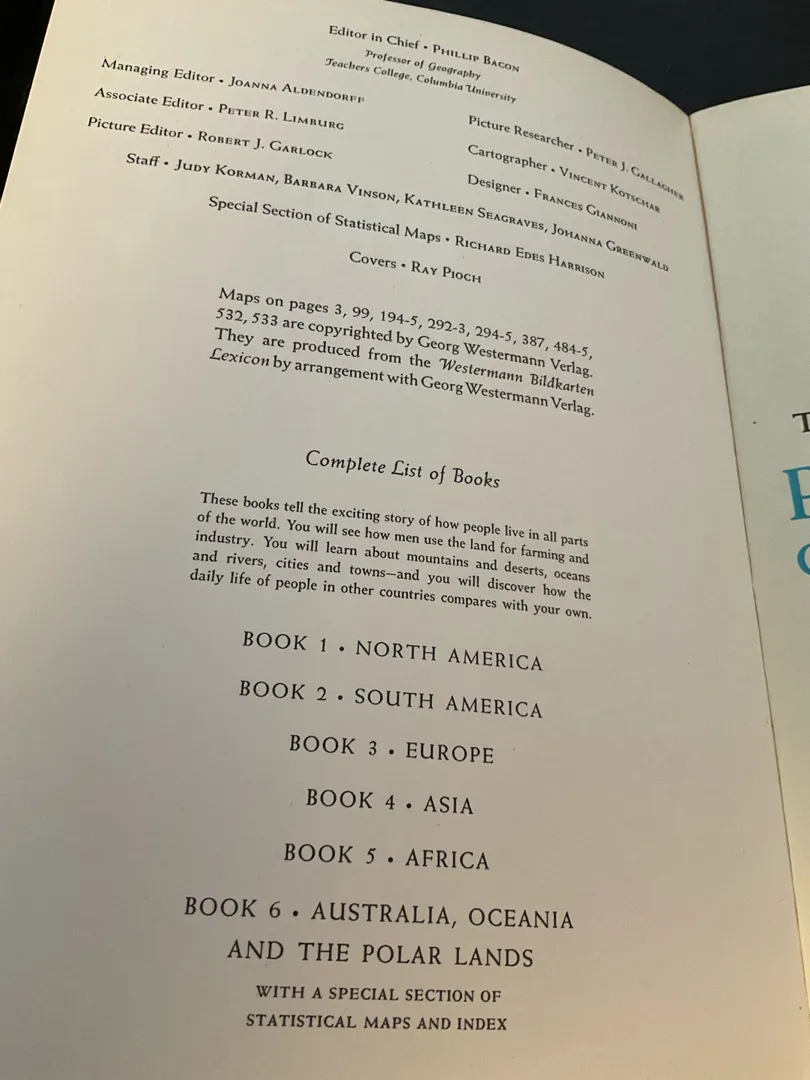 Editor in Chief • PHILLIP BACON
Professor of Geography
Teachers College, Columbia University
Managing Editor • JOANNA ALDENDORFF
Associate Editor • PETER R. LIMBURG
Picture Editor • ROBERT J. GARLOCK
Picture Researcher • PETER J. GALLAGHER
Cartographer • VINCENT KOTSCHAR
Designer • FRANCES GIANNONI
Staff • JUDY KORMAN, BARBARA VINSON, KATHLEEN SEAGRAVES, JOHANNA GREENWALD
Special Section of Statistical Maps • RICHARD EDES HARRISON
Covers • RAY PIOCH
Maps on pages 3, 99, 194-5, 292-3, 294-5, 387, 484-5,
532, 533 are copyrighted by Georg Westermann Verlag.
They are produced from the Westermann Bildkarten
Lexicon by arrangement with Georg Westermann Verlag.
Complete List of Books
These books tell the exciting story of how people live in all parts
of the world. You will see how men use the land for farming and
industry. You will learn about mountains and deserts, oceans
and rivers, cities and towns—and you will discover how the
daily life of people in other countries compares with your own.
BOOK 1 • NORTH AMERICA
BOOK 2 • SOUTH AMERICA
BOOK 3 • EUROPE
BOOK 4 • ASIA
BOOK 5 • AFRICA
BOOK 6 • AUSTRALIA, OCEANIA
AND THE POLAR LANDS
WITH A SPECIAL SECTION OF
STATISTICAL MAPS AND INDEX